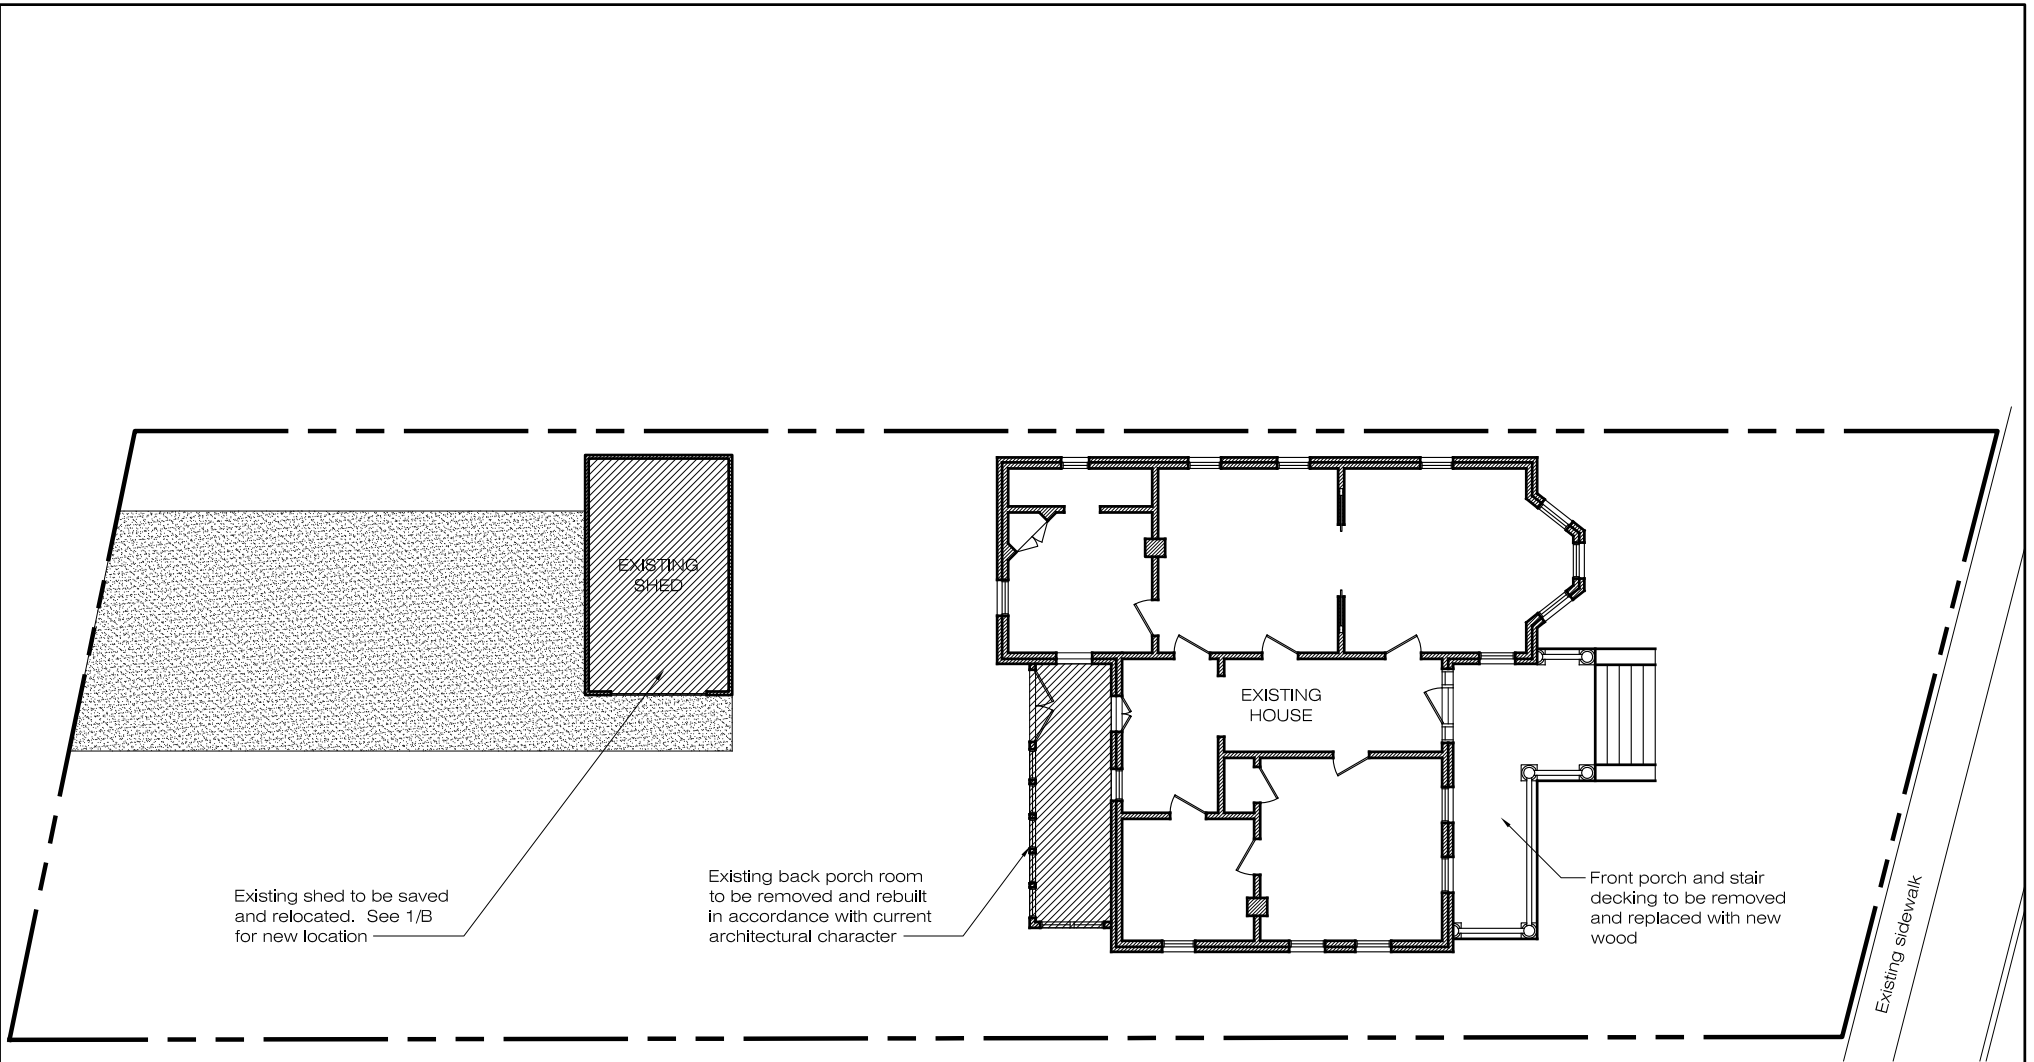 EXISTING
SHED
EXISTING
HOUSE
Existing shed to be saved
and relocated. See 1/B
for new location
Existing back porch room
to be removed and rebuilt
in accordance with current
architectural character
Front porch and stair
decking to be removed
and replaced with new
wood
Existing sidewalk